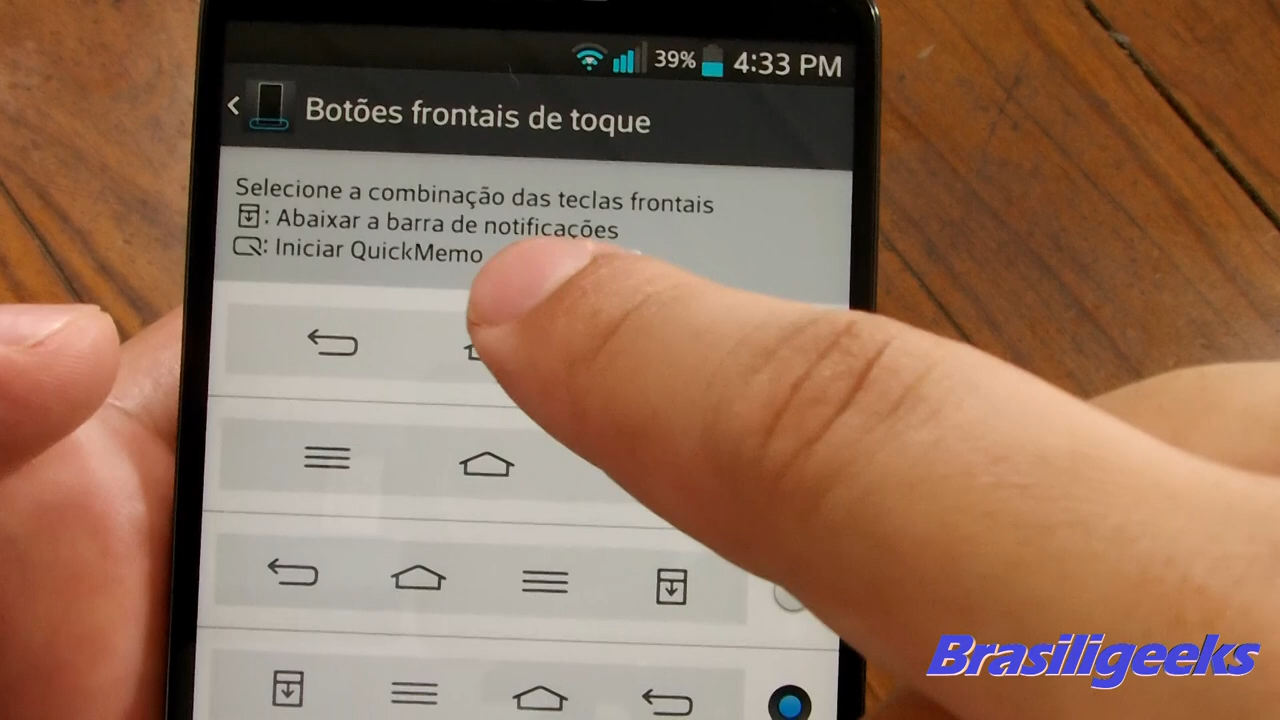 39% 4:33 PM
Botões frontais de toque
Selecione a combinação das teclas frontais
: Abaixar a barra de notificações
: Iniciar QuickMemo
Brasiligeeks